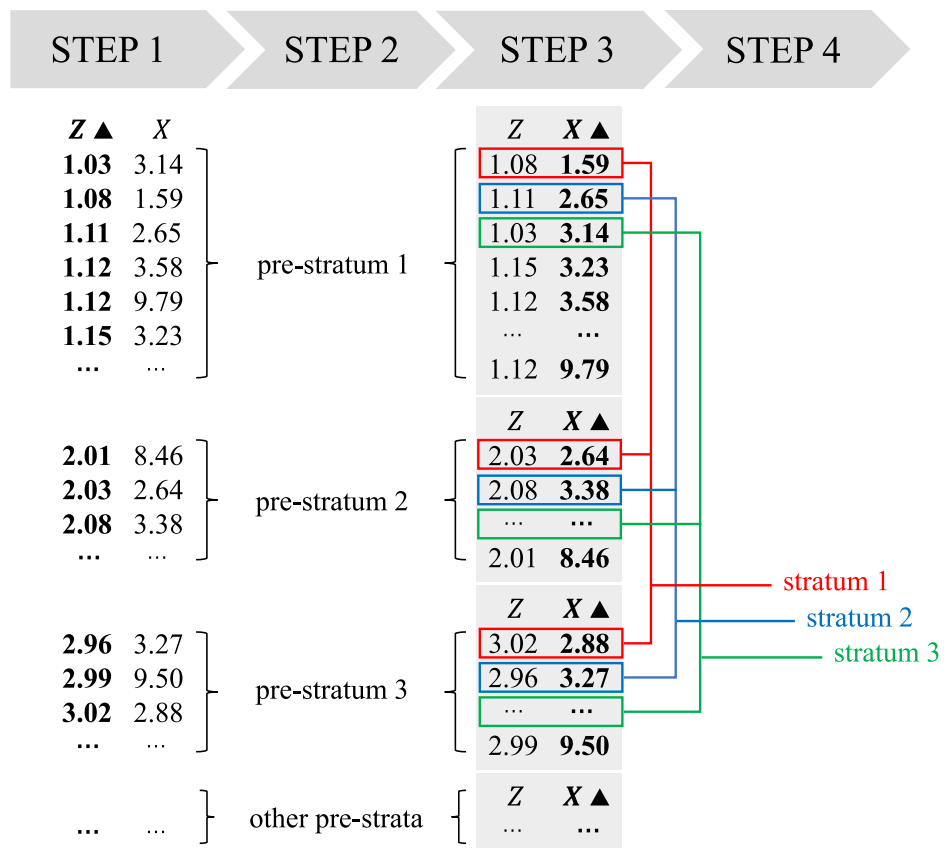 STEP 1 STEP 2 STEP 3 STEP 4
Z ▲ X Z X ▲
1.03 3.14 1.08 1.59
1.08 1.59 1.11 2.65
1.11 2.65 1.03 3.14
1.12 3.58 pre-stratum 1 1.15 3.23
1.12 9.79 1.12 3.58
1.15 3.23 ... ...
... ... 1.12 9.79
Z X ▲
2.01 8.46 2.03 2.64
2.03 2.64 pre-stratum 2 2.08 3.38
2.08 3.38 ... ...
... ... 2.01 8.46
stratum 1
Z X ▲
stratum 2
2.96 3.27 3.02 2.88
stratum 3
2.99 9.50 pre-stratum 3 2.96 3.27
3.02 2.88 ... ...
... ... 2.99 9.50
Z X ▲
... ... other pre-strata ... ...